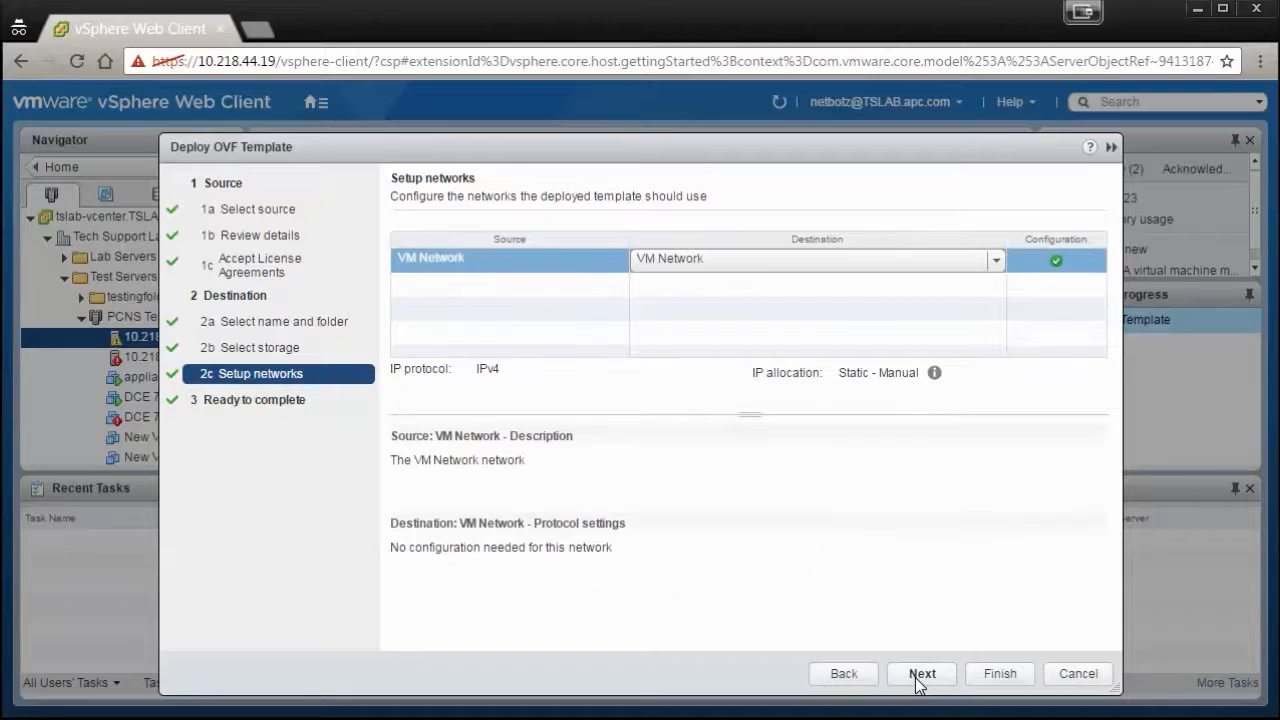 vSphere Web Client
https://10.218.44.19/vsphere-client/?csp#extensionId%3Dvsphere.core.host.gettingStarted%3Bcontext%3Dcom.vmware.core.model%253A%253AServerObjectRef~9413187-
vmware® vSphere Web Client
netbotz@TSLAB.apc.com
Help
Search
Navigator
Home
tslab-vcenter.TSLA
Tech Support La
Lab Servers
Test Servers
testingfol
PCNS Te
10.218
10.218
applia
DCE 7
DCE 7
New V
New V
Deploy OVF Template
1 Source
1a Select source
1b Review details
1c Accept License
Agreements
2 Destination
2a Select name and folder
2b Select storage
2c Setup networks
3 Ready to complete
Setup networks
Configure the networks the deployed template should use
Source Destination Configuration
VM Network VM Network
IP protocol: IPv4 IP allocation: Static - Manual
Source: VM Network - Description
The VM Network network
Destination: VM Network - Protocol settings
No configuration needed for this network
Back Next Finish Cancel
(2) Acknowled...
23
ory usage
new
A virtual machine m...
rogress
Template
Recent Tasks
Task Name
erver
All Users' Tasks Tas
More Tasks